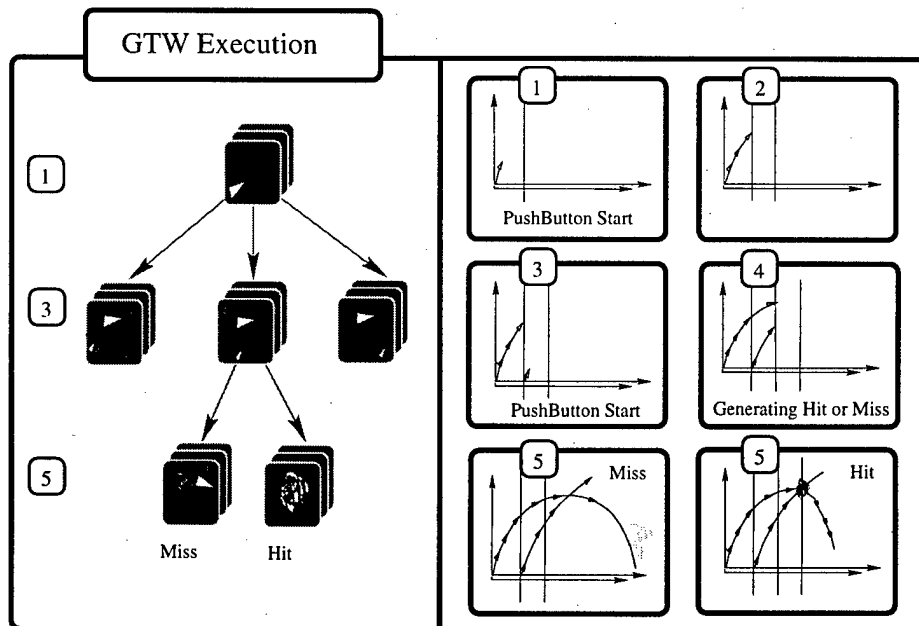 GTW Execution
1
3
5
Miss
Hit
1
PushButton Start
2
3
PushButton Start
4
Generating Hit or Miss
5
Miss
5
Hit